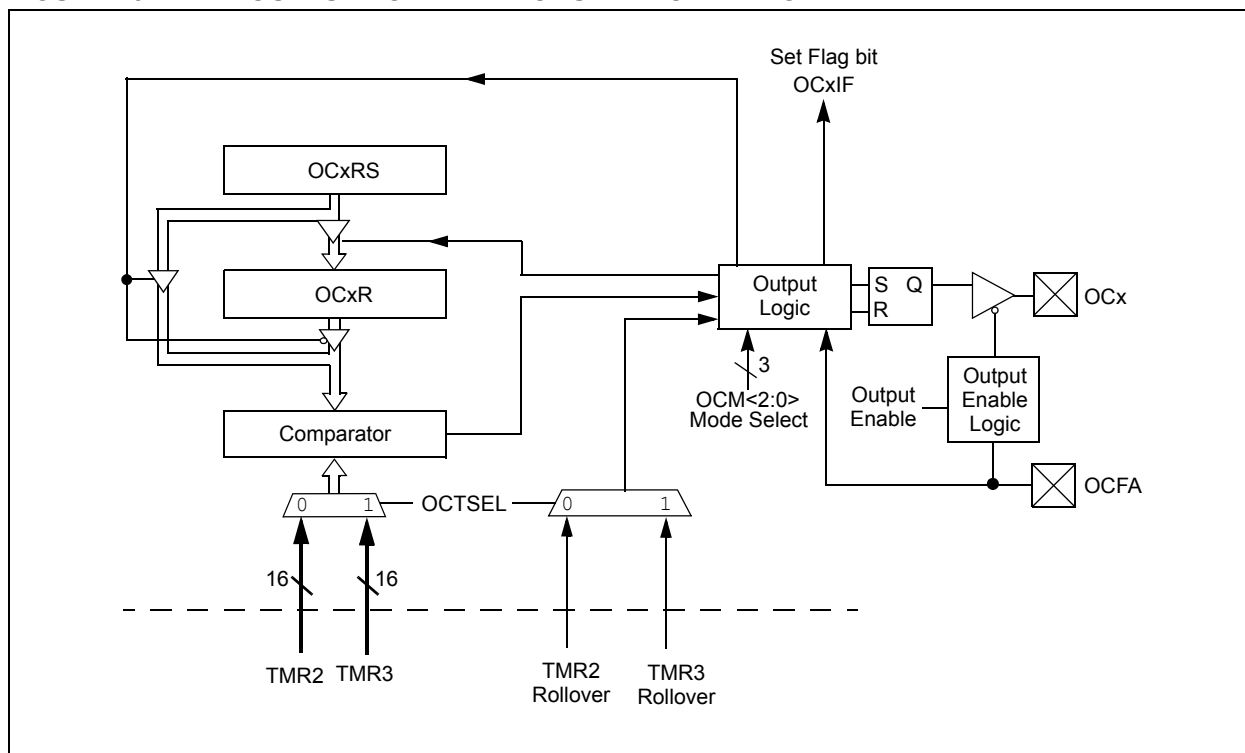 Set Flag bit
OCxIF
OCxRS
OCxR
Output
Logic
S Q
R
OCx
3
OCM<2:0>
Mode Select
Output
Enable
Output
Enable
Logic
Comparator
OCFA
0 1
OCTSEL
0 1
16
16
TMR2
TMR3
TMR2
Rollover
TMR3
Rollover